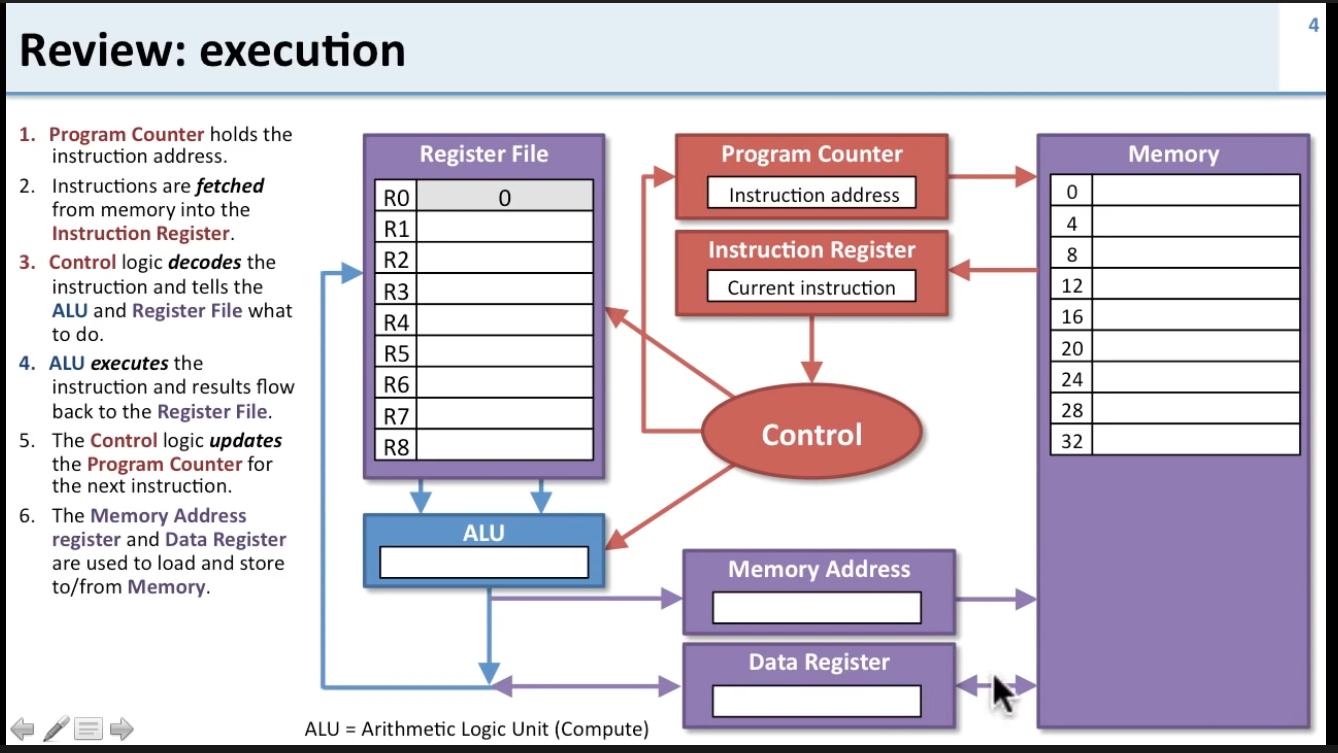 4
Review: execution
1. Program Counter holds the
instruction address.
2. Instructions are fetched
from memory into the
Instruction Register.
3. Control logic decodes the
instruction and tells the
ALU and Register File what
to do.
4. ALU executes the
instruction and results flow
back to the Register File.
5. The Control logic updates
the Program Counter for
the next instruction.
6. The Memory Address
register and Data Register
are used to load and store
to/from Memory.
Register File
R0 0
R1
R2
R3
R4
R5
R6
R7
R8
ALU
Program Counter
Instruction address
Instruction Register
Current instruction
Control
Memory Address
Data Register
Memory
0
4
8
12
16
20
24
28
32
ALU = Arithmetic Logic Unit (Compute)